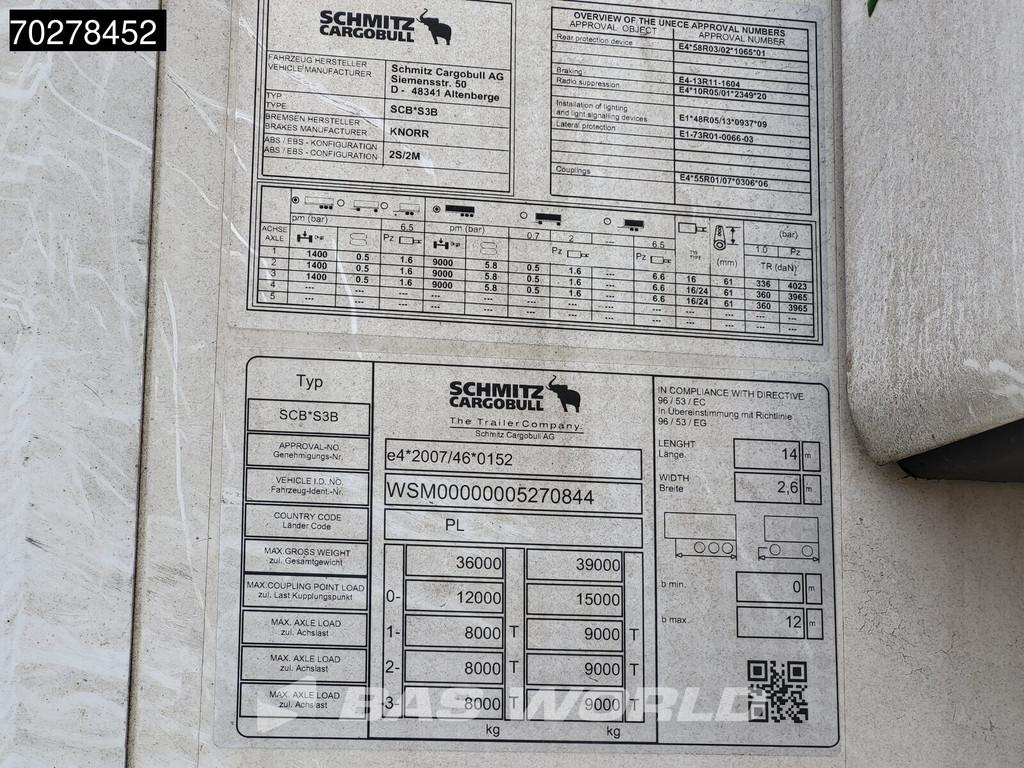 70278452
SCHMITZ
CARGOBULL
FAHRZEUG HERSTELLER
VEHICLE MANUFACTURER
Schmitz Cargobull AG
Siemensstr. 50
D - 48341 Altenberge
TYP
TYPE
SCB*S3B
BREMSEN HERSTELLER
BRAKES MANUFACTURER
KNORR
ABS / EBS - KONFIGURATION
ABS / EBS - CONFIGURATION
2S/2M
OVERVIEW OF THE UNECE APPROVAL NUMBERS
APPROVAL OBJECT APPROVAL NUMBER
Rear protection device E4*58R03/02*1065*01
Braking E4-13R11-1604
Radio suppression E4*10R05/01*2349*20
Installation of lighting
and light signalling devices E1*48R05/13*0937*09
Lateral protection E1-73R01-0066-03
Couplings E4*55R01/07*0306*06
pm (bar) 6.5 pm (bar) 0.7 2 --- 6.5 (bar)
ACHSE
AXLE Pz Pz Pz TYP TYPE (mm) 1.0 Pz
TR (daN)
1 1400 0.5 1.6 9000 5.8 0.5 1.6 --- 6.6 16 61 336 4023
2 1400 0.5 1.6 9000 5.8 0.5 1.6 --- 6.6 16/24 61 360 3965
3 1400 0.5 1.6 9000 5.8 0.5 1.6 --- 6.6 16/24 61 360 3965
4 --- --- --- --- --- --- --- --- --- --- --- --- ---
5 --- --- --- --- --- --- --- --- --- --- --- --- ---
Typ
SCB*S3B
SCHMITZ
CARGOBULL
The TrailerCompany.
Schmitz Cargobull AG
APPROVAL-NO.
Genehmigungs-Nr.
e4*2007/46*0152
VEHICLE I.D. NO.
Fahrzeug-Ident.-Nr.
WSM00000005270844
COUNTRY CODE
Länder Code
PL
MAX.GROSS WEIGHT
zul. Gesamtgewicht
36000 39000
MAX.COUPLING POINT LOAD
zul. Last Kupplungspunkt
0- 12000 15000
MAX. AXLE LOAD
zul. Achslast
1- 8000 T 9000 T
MAX. AXLE LOAD
zul. Achslast
2- 8000 T 9000 T
MAX. AXLE LOAD
zul. Achslast
-3- 8000 T 9000 T
kg kg
IN COMPLIANCE WITH DIRECTIVE
96 / 53 / EC
In Übereinstimmung mit Richtlinie
96 / 53 / EG
LENGHT
Länge. 14 m
WIDTH
Breite 2,6 m
b min. 0 m
b max. 12 m
BAS WORLD